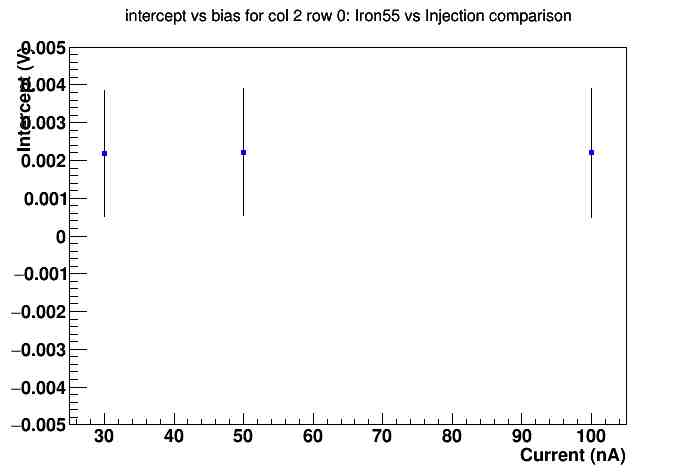 intercept vs bias for col 2 row 0: Iron55 vs Injection comparison
Intercept (V)
0.005
0.004
0.003
0.002
0.001
0
−0.001
−0.002
−0.003
−0.004
−0.005
30 40 50 60 70 80 90 100
Current (nA)